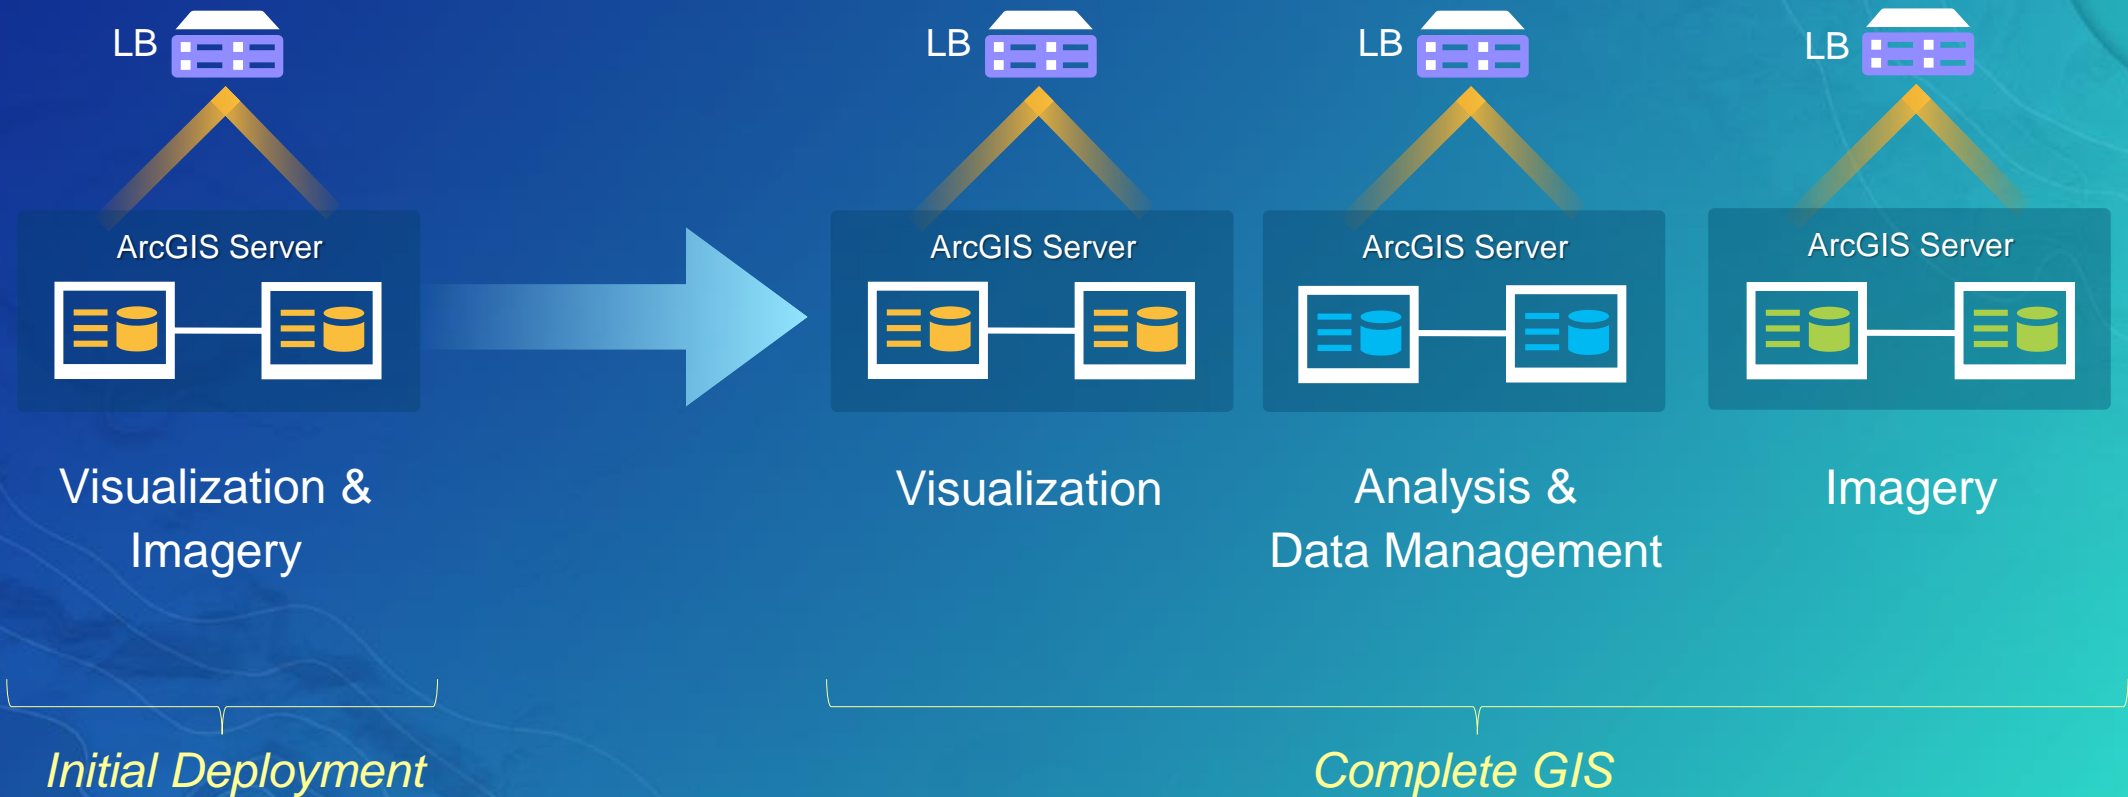 LB
LB
LB
LB
ArcGIS Server
ArcGIS Server
ArcGIS Server
ArcGIS Server
Visualization &
Imagery
Visualization
Analysis &
Data Management
Imagery
Initial Deployment
Complete GIS